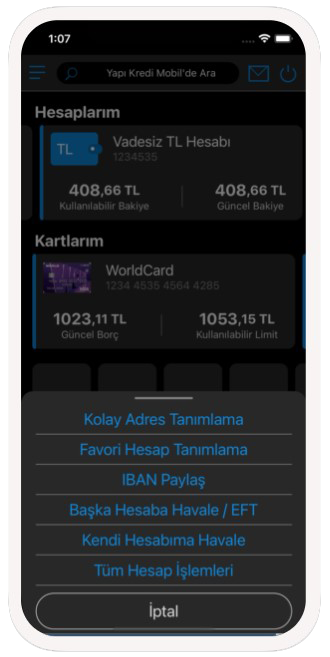 1:07
Yapı Kredi Mobil'de Ara
Hesaplarım
TL
Vadesiz TL Hesabı
1234535
408,66 TL
408,66 TL
Kullanılabilir Bakiye
Güncel Bakiye
Kartlarım
WorldCard
1234 4535 4564 4285
1023,11 TL
1053,15 TL
Güncel Borç
Kullanılabilir Limit
Kolay Adres Tanımlama
Favori Hesap Tanımlama
IBAN Paylaş
Başka Hesaba Havale / EFT
Kendi Hesabıma Havale
Tüm Hesap İşlemleri
İptal